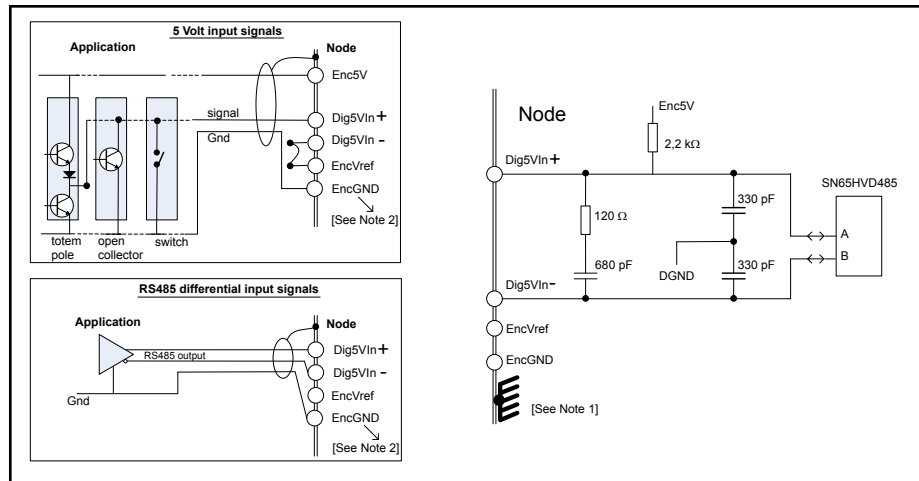 5 Volt input signals
Application
Node
Enc5V
signal
Dig5VIn +
Gnd
Dig5VIn -
EncVref
EncGND
[See Note 2]
totem pole
open collector
switch
RS485 differential input signals
Application
Node
Dig5VIn +
RS485 output
Dig5VIn -
EncVref
Gnd
EncGND
[See Note 2]
Node
Enc5V
2,2 kΩ
Dig5VIn+
SN65HVD485
330 pF
120 Ω
A
B
680 pF
DGND
330 pF
Dig5VIn-
EncVref
EncGND
[See Note 1]